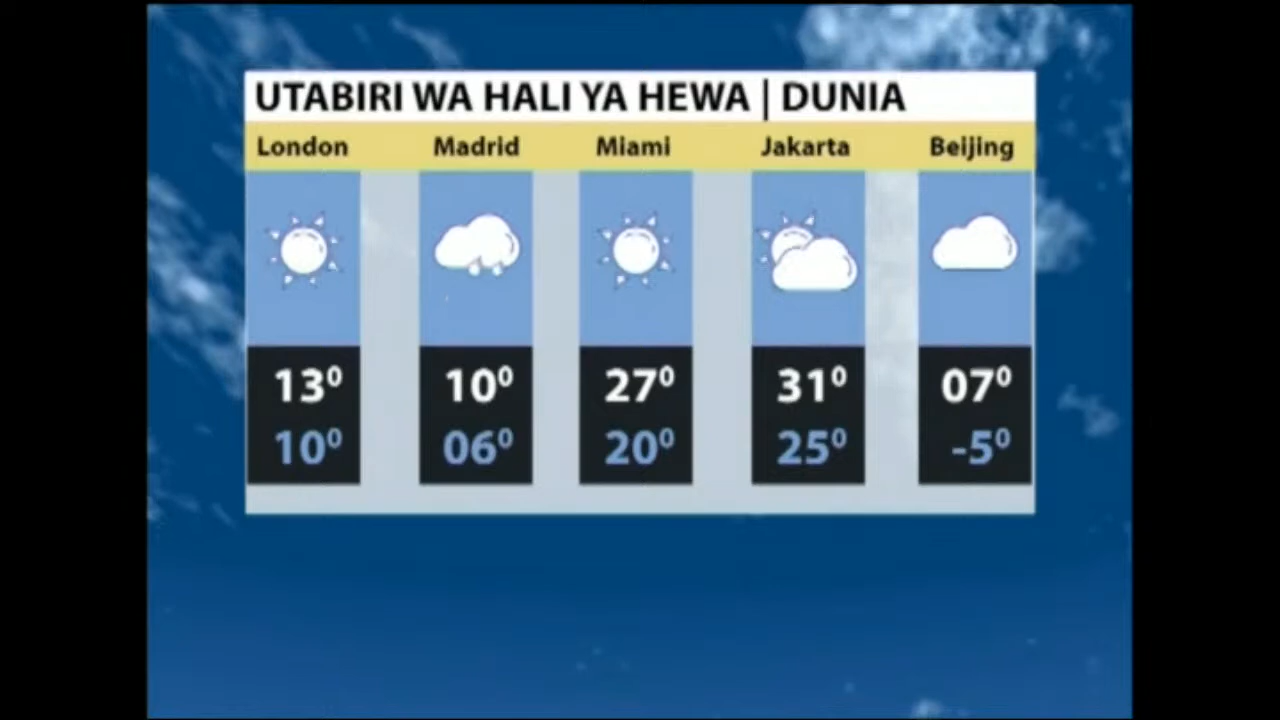 UTABIRI WA HALI YA HEWA | DUNIA
London Madrid Miami Jakarta Beijing
13⁰ 10⁰ 27⁰ 31⁰ 07⁰
10⁰ 06⁰ 20⁰ 25⁰ -5⁰